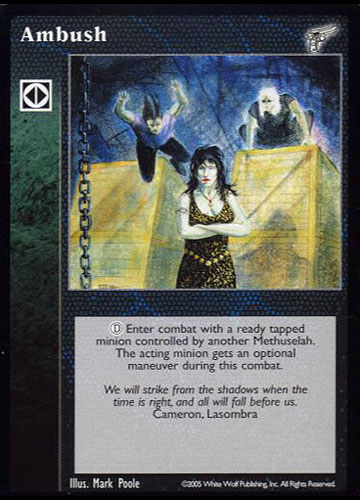 Ambush
Ⓓ Enter combat with a ready tapped
minion controlled by another Methuselah.
The acting minion gets an optional
maneuver during this combat.
We will strike from the shadows when the
time is right, and all will fall before us.
Cameron, Lasombra
Illus. Mark Poole
©2005 White Wolf Publishing, Inc. All Rights Reserved.